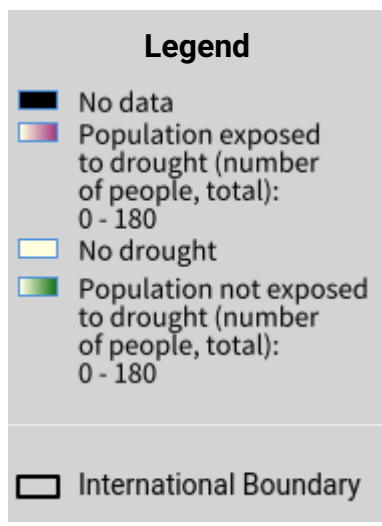 Legend
No data
Population exposed
to drought (number
of people, total):
0 - 180
No drought
Population not exposed
to drought (number
of people, total):
0 - 180
International Boundary